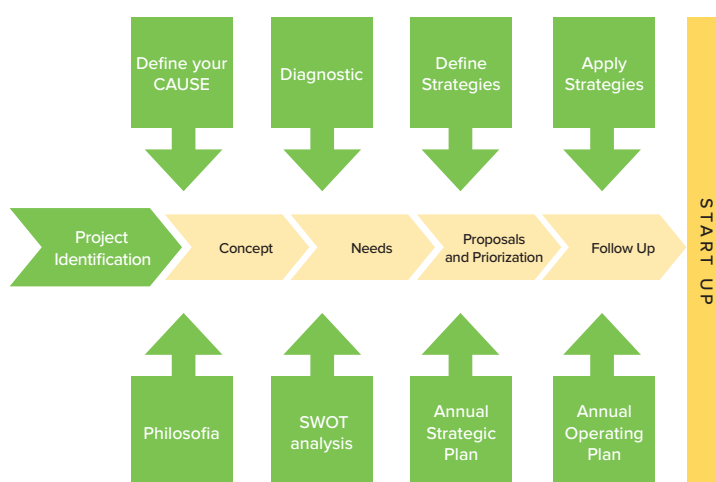 Define your
CAUSE
Diagnostic
Define
Strategies
Apply
Strategies
Project
Identification
Concept
Needs
Proposals
and Priorization
Follow Up
START UP
Philosofia
SWOT
analysis
Annual
Strategic
Plan
Annual
Operating
Plan